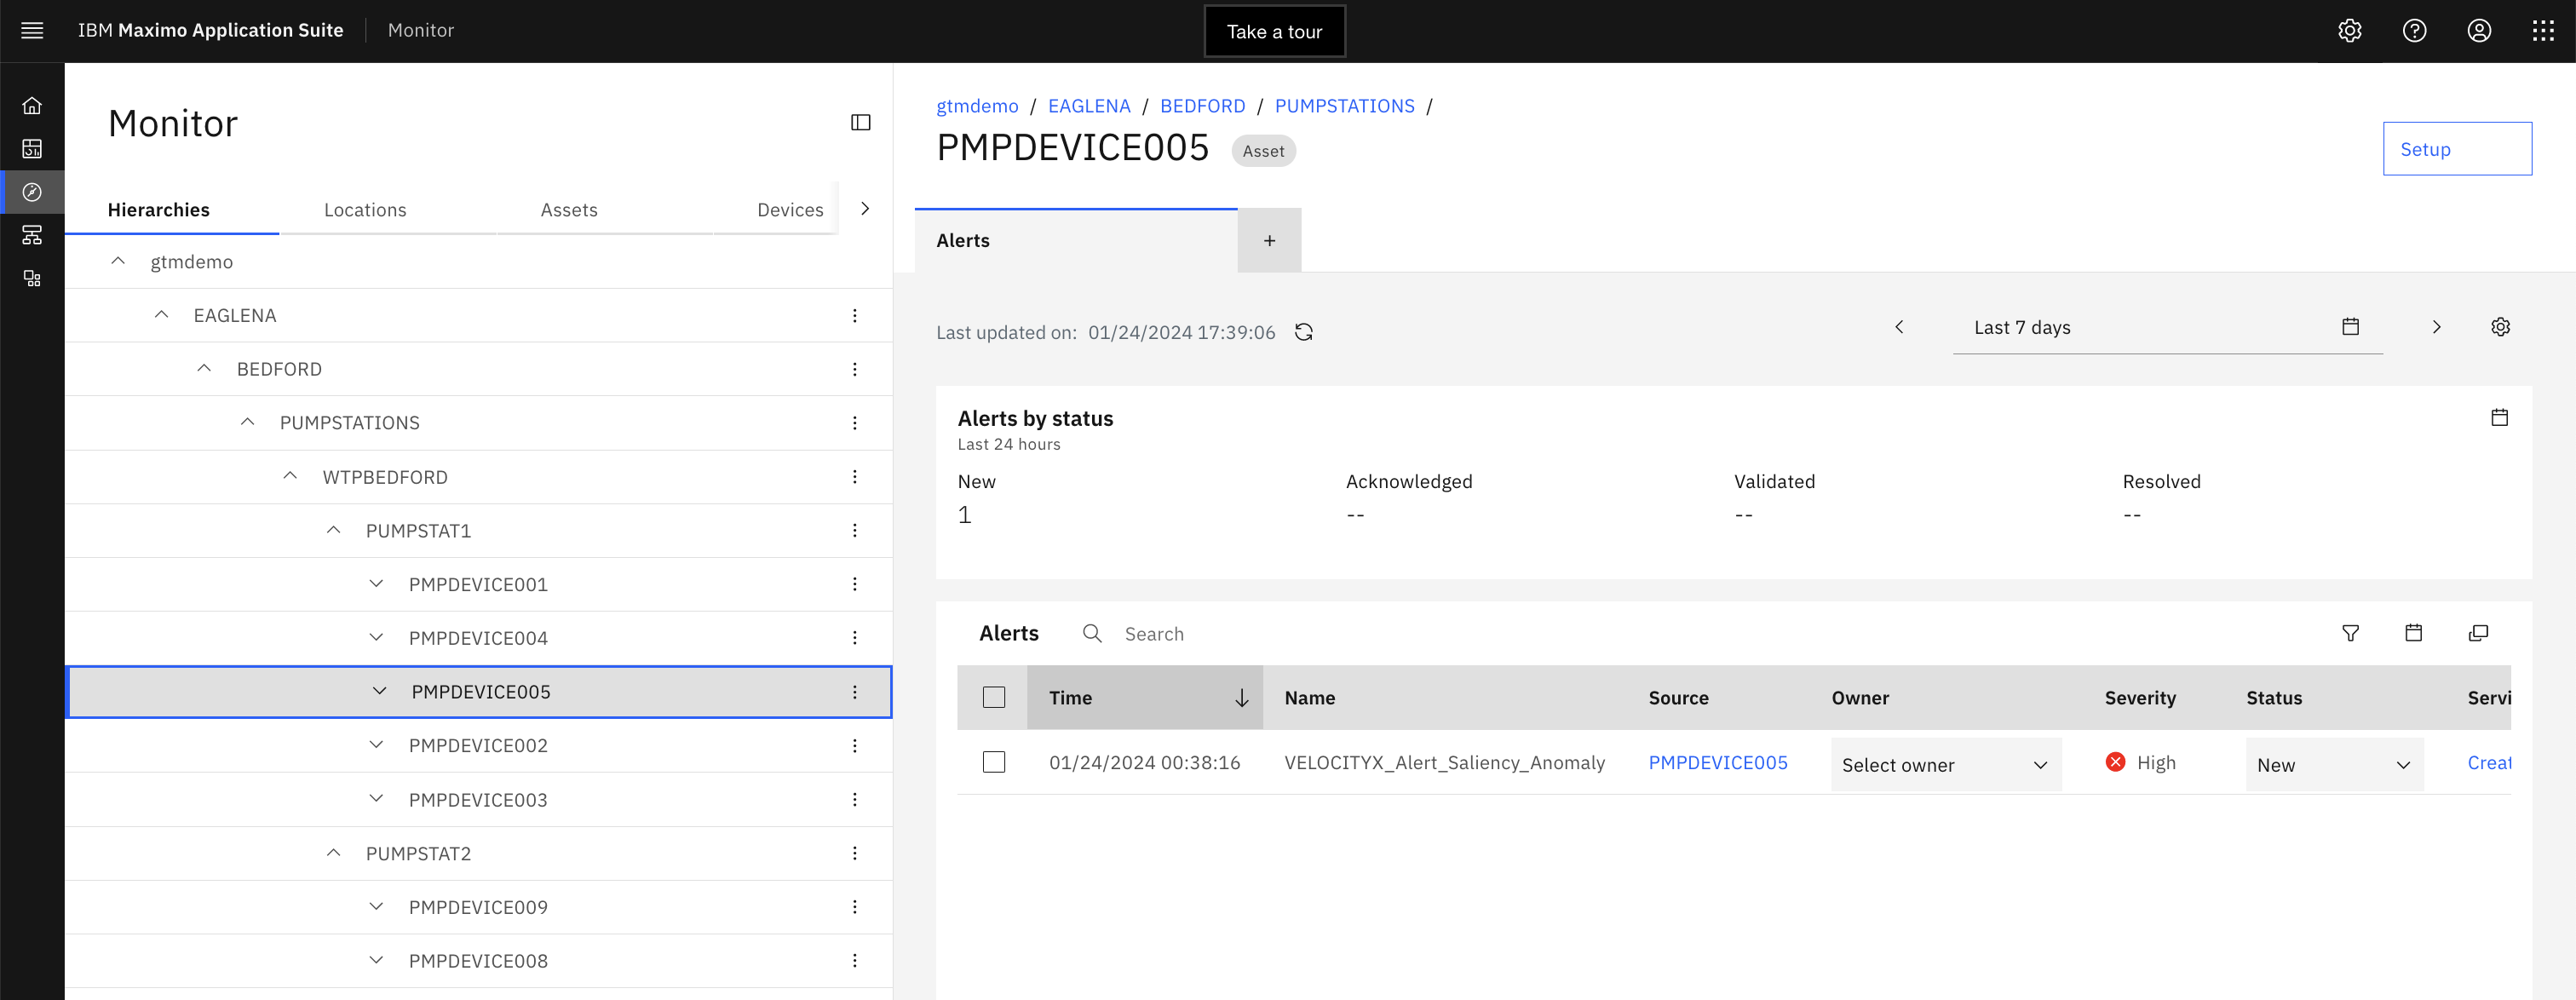 IBM Maximo Application Suite Monitor
Take a tour
Monitor
Hierarchies Locations Assets Devices
gtmdemo
EAGLENA
BEDFORD
PUMPSTATIONS
WTPBEDFORD
PUMPSTAT1
PMPDEVICE001
PMPDEVICE004
PMPDEVICE005
PMPDEVICE002
PMPDEVICE003
PUMPSTAT2
PMPDEVICE009
PMPDEVICE008
gtmdemo / EAGLENA / BEDFORD / PUMPSTATIONS /
PMPDEVICE005 Asset
Setup
Alerts +
Last updated on: 01/24/2024 17:39:06
Last 7 days
Alerts by status
Last 24 hours
New Acknowledged Validated Resolved
1 -- -- --
Alerts Search
Time Name Source Owner Severity Status Servi
01/24/2024 00:38:16 VELOCITYX_Alert_Saliency_Anomaly PMPDEVICE005 Select owner High New Creat